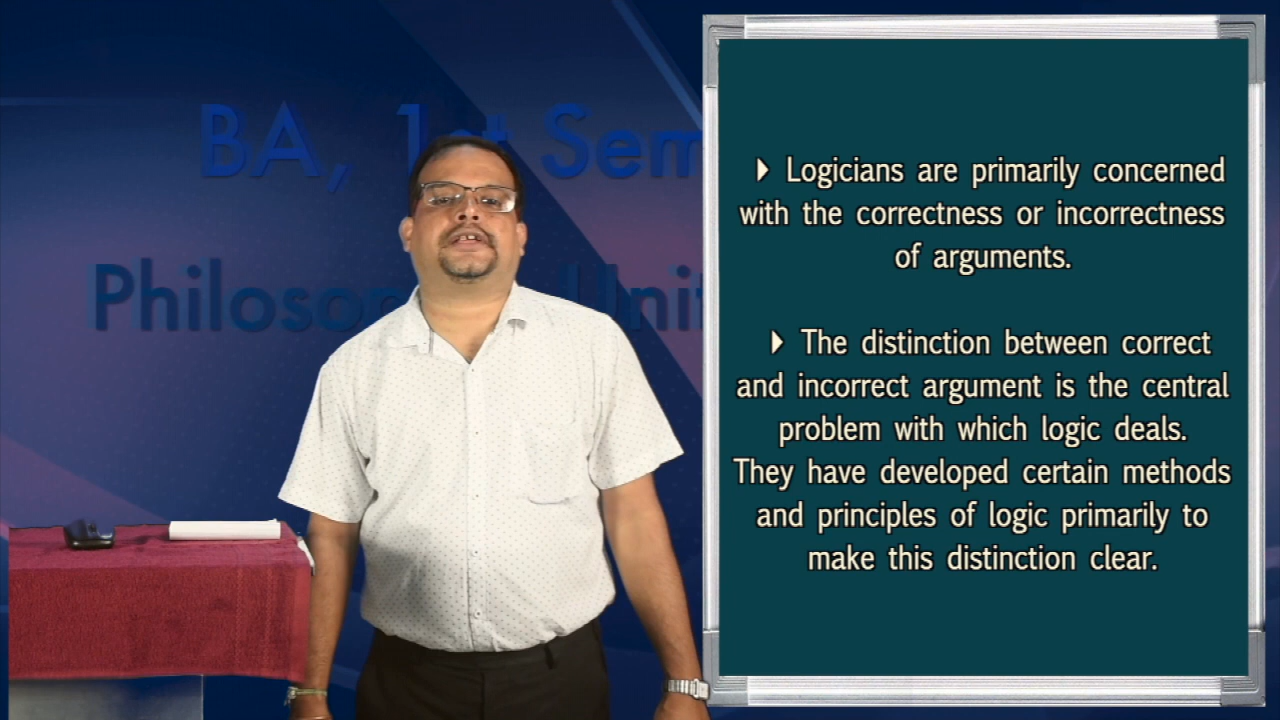 BA, 1st Sem
▶ Logicians are primarily concerned
with the correctness or incorrectness
of arguments.
▶ The distinction between correct
and incorrect argument is the central
problem with which logic deals.
They have developed certain methods
and principles of logic primarily to
make this distinction clear.